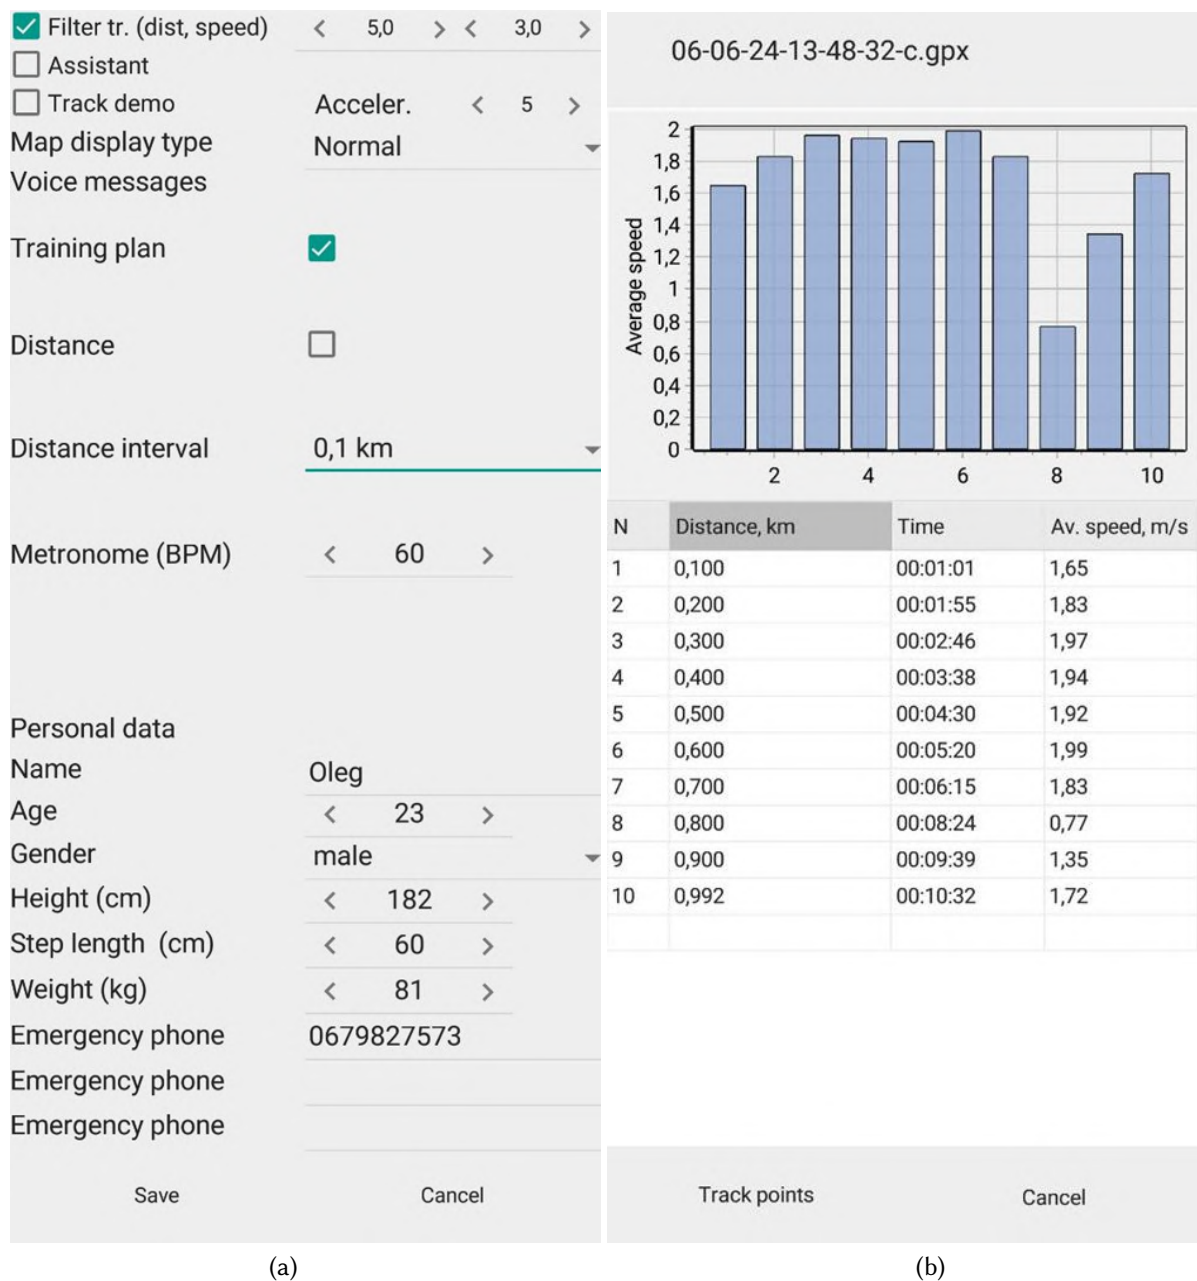 Filter tr. (dist, speed) < 5,0 > < 3,0 >
Assistant
Track demo Acceler. < 5 >
Map display type Normal
Voice messages
Training plan
Distance
Distance interval 0,1 km
Metronome (BPM) < 60 >
Personal data
Name Oleg
Age < 23 >
Gender male
Height (cm) < 182 >
Step length (cm) < 60 >
Weight (kg) < 81 >
Emergency phone 0679827573
Emergency phone
Emergency phone
Save Cancel
(a)
06-06-24-13-48-32-c.gpx
Average speed
2
1,8
1,6
1,4
1,2
1
0,8
0,6
0,4
0,2
0
2 4 6 8 10
N Distance, km Time Av. speed, m/s
1 0,100 00:01:01 1,65
2 0,200 00:01:55 1,83
3 0,300 00:02:46 1,97
4 0,400 00:03:38 1,94
5 0,500 00:04:30 1,92
6 0,600 00:05:20 1,99
7 0,700 00:06:15 1,83
8 0,800 00:08:24 0,77
9 0,900 00:09:39 1,35
10 0,992 00:10:32 1,72
Track points Cancel
(b)